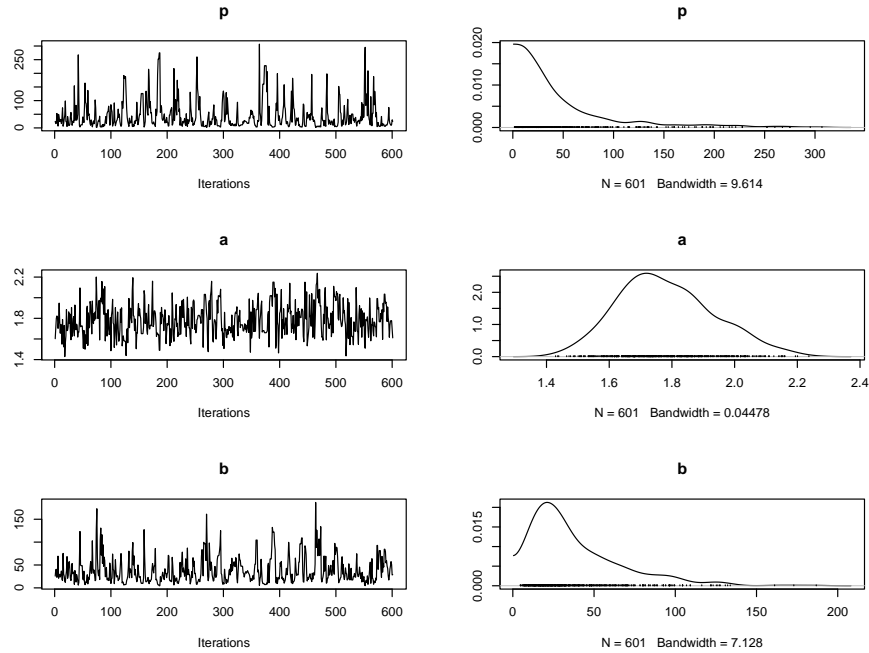 p
0 50 150 250
0 100 200 300 400 500 600
Iterations
p
0.000 0.010 0.020
0 50 100 150 200 250 300
N = 601 Bandwidth = 9.614
a
1.4 1.8 2.2
0 100 200 300 400 500 600
Iterations
a
0.0 1.0 2.0
1.4 1.6 1.8 2.0 2.2 2.4
N = 601 Bandwidth = 0.04478
b
0 50 150
0 100 200 300 400 500 600
Iterations
b
0.000 0.015
0 50 100 150 200
N = 601 Bandwidth = 7.128